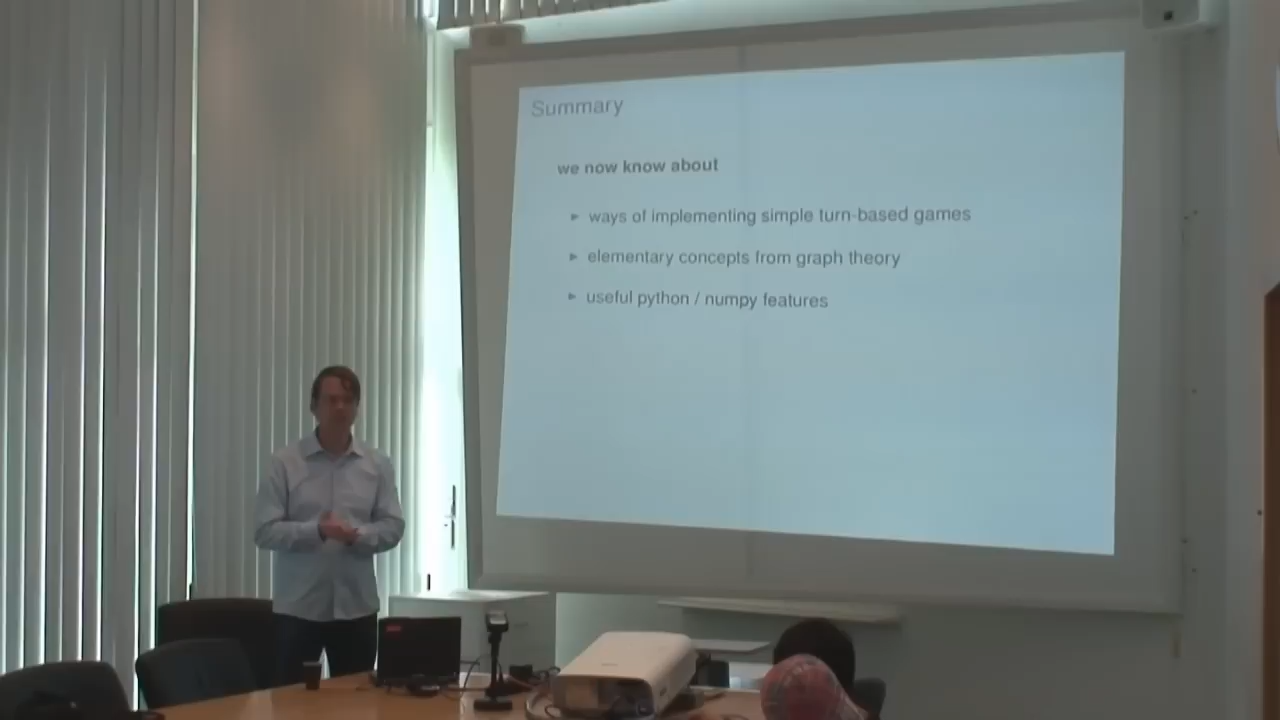 Summary
we now know about
► ways of implementing simple turn-based games
► elementary concepts from graph theory
► useful python / numpy features